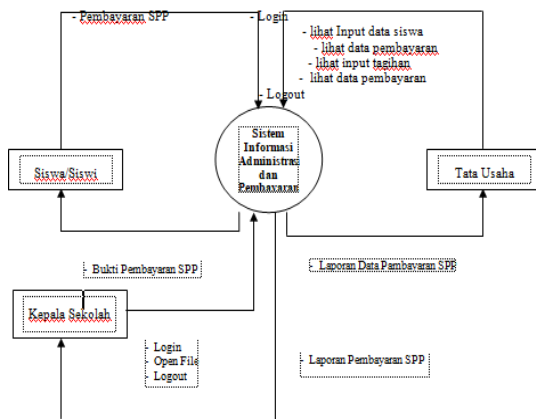 - Pembayaran SPP
- Login
- lihat Input data siswa
- lihat data pembayaran
- lihat input tagihan
- lihat data pembayaran
- Logout
Sistem
Informasi
Administras
dan
Pembayaran
Siswa/Siswi
Tata Usaha
- Bukti Pembayaran SPP
- Laporan Data Pambavaran SPP
Kepala Sekolah
- Login
- Open File
- Logout
- Laporan Pembayaran SPP